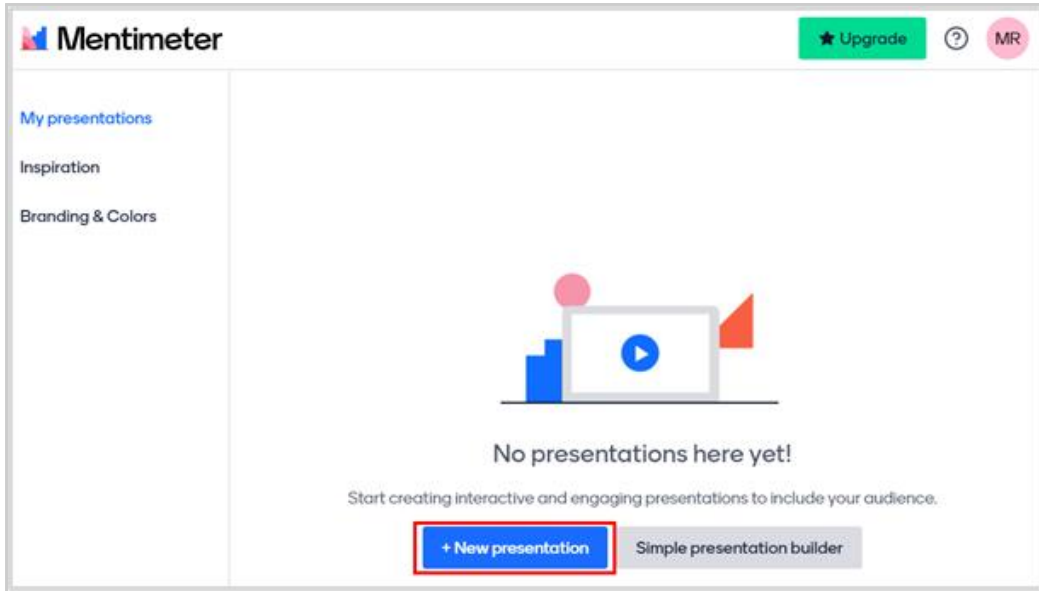 Mentimeter
Upgrade
?
MR
My presentations
Inspiration
Branding & Colors
No presentations here yet!
Start creating interactive and engaging presentations to include your audience.
+ New presentation
Simple presentation builder